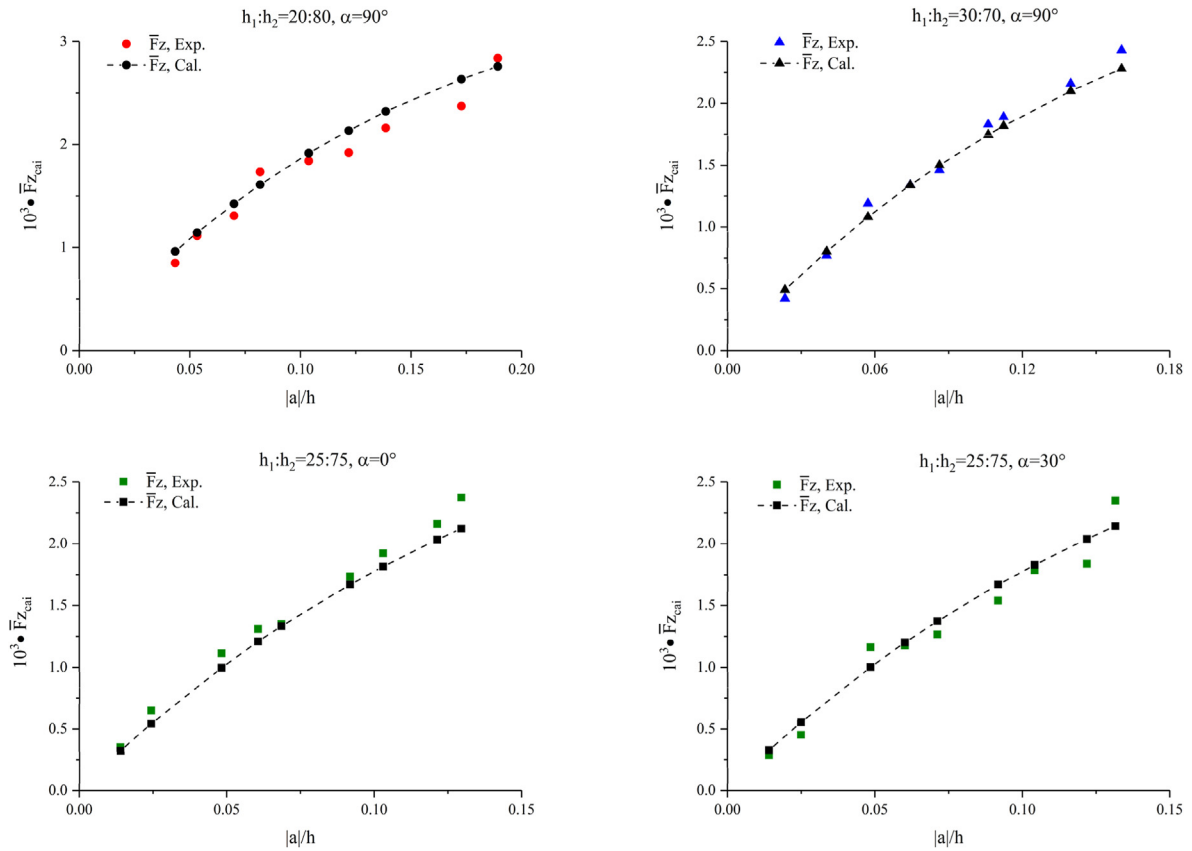 h₁:h₂=20:80, α=90°
F̅z, Exp.
F̅z, Cal.
10³• F̅z_cai
3
2
1
0
0.00 0.05 0.10 0.15 0.20
|a|/h
h₁:h₂=30:70, α=90°
F̅z, Exp.
F̅z, Cal.
10³• F̅z_cai
2.5
2.0
1.5
1.0
0.5
0.0
0.00 0.06 0.12 0.18
|a|/h
h₁:h₂=25:75, α=0°
F̅z, Exp.
F̅z, Cal.
10³• F̅z_cai
2.5
2.0
1.5
1.0
0.5
0.0
0.00 0.05 0.10 0.15
|a|/h
h₁:h₂=25:75, α=30°
F̅z, Exp.
F̅z, Cal.
10³• F̅z_cai
2.5
2.0
1.5
1.0
0.5
0.0
0.00 0.05 0.10 0.15
|a|/h